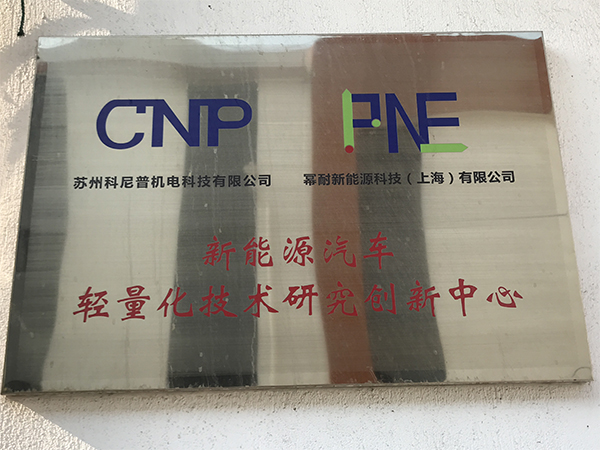 CNP PNE
苏州科尼普机电科技有限公司 幂耐新能源科技（上海）有限公司
新能源汽车
轻量化技术研究创新中心